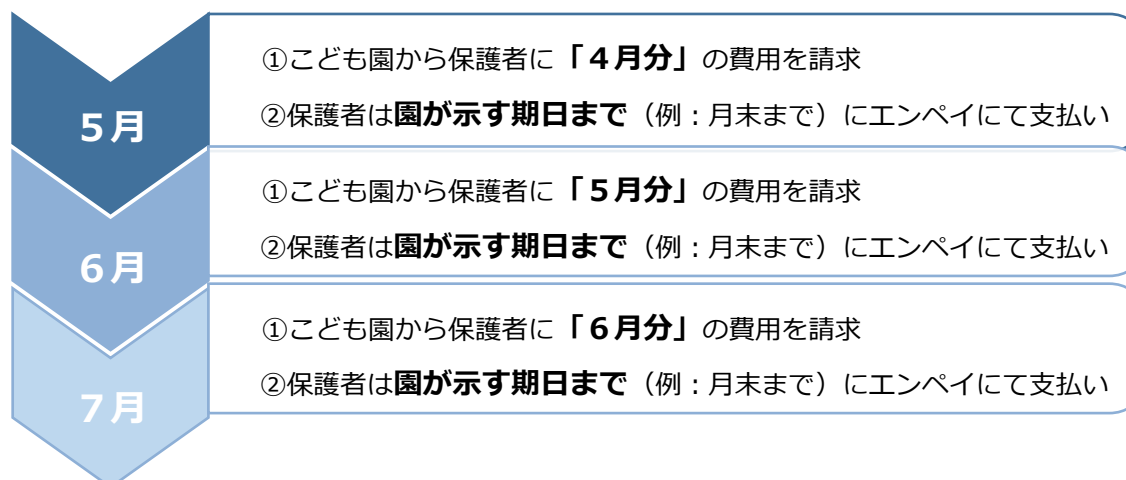 5月
①こども園から保護者に「４月分」の費用を請求
②保護者は園が示す期日まで（例：月末まで）にエンペイにて支払い
６月
①こども園から保護者に「５月分」の費用を請求
②保護者は園が示す期日まで（例：月末まで）にエンペイにて支払い
７月
①こども園から保護者に「６月分」の費用を請求
②保護者は園が示す期日まで（例：月末まで）にエンペイにて支払い